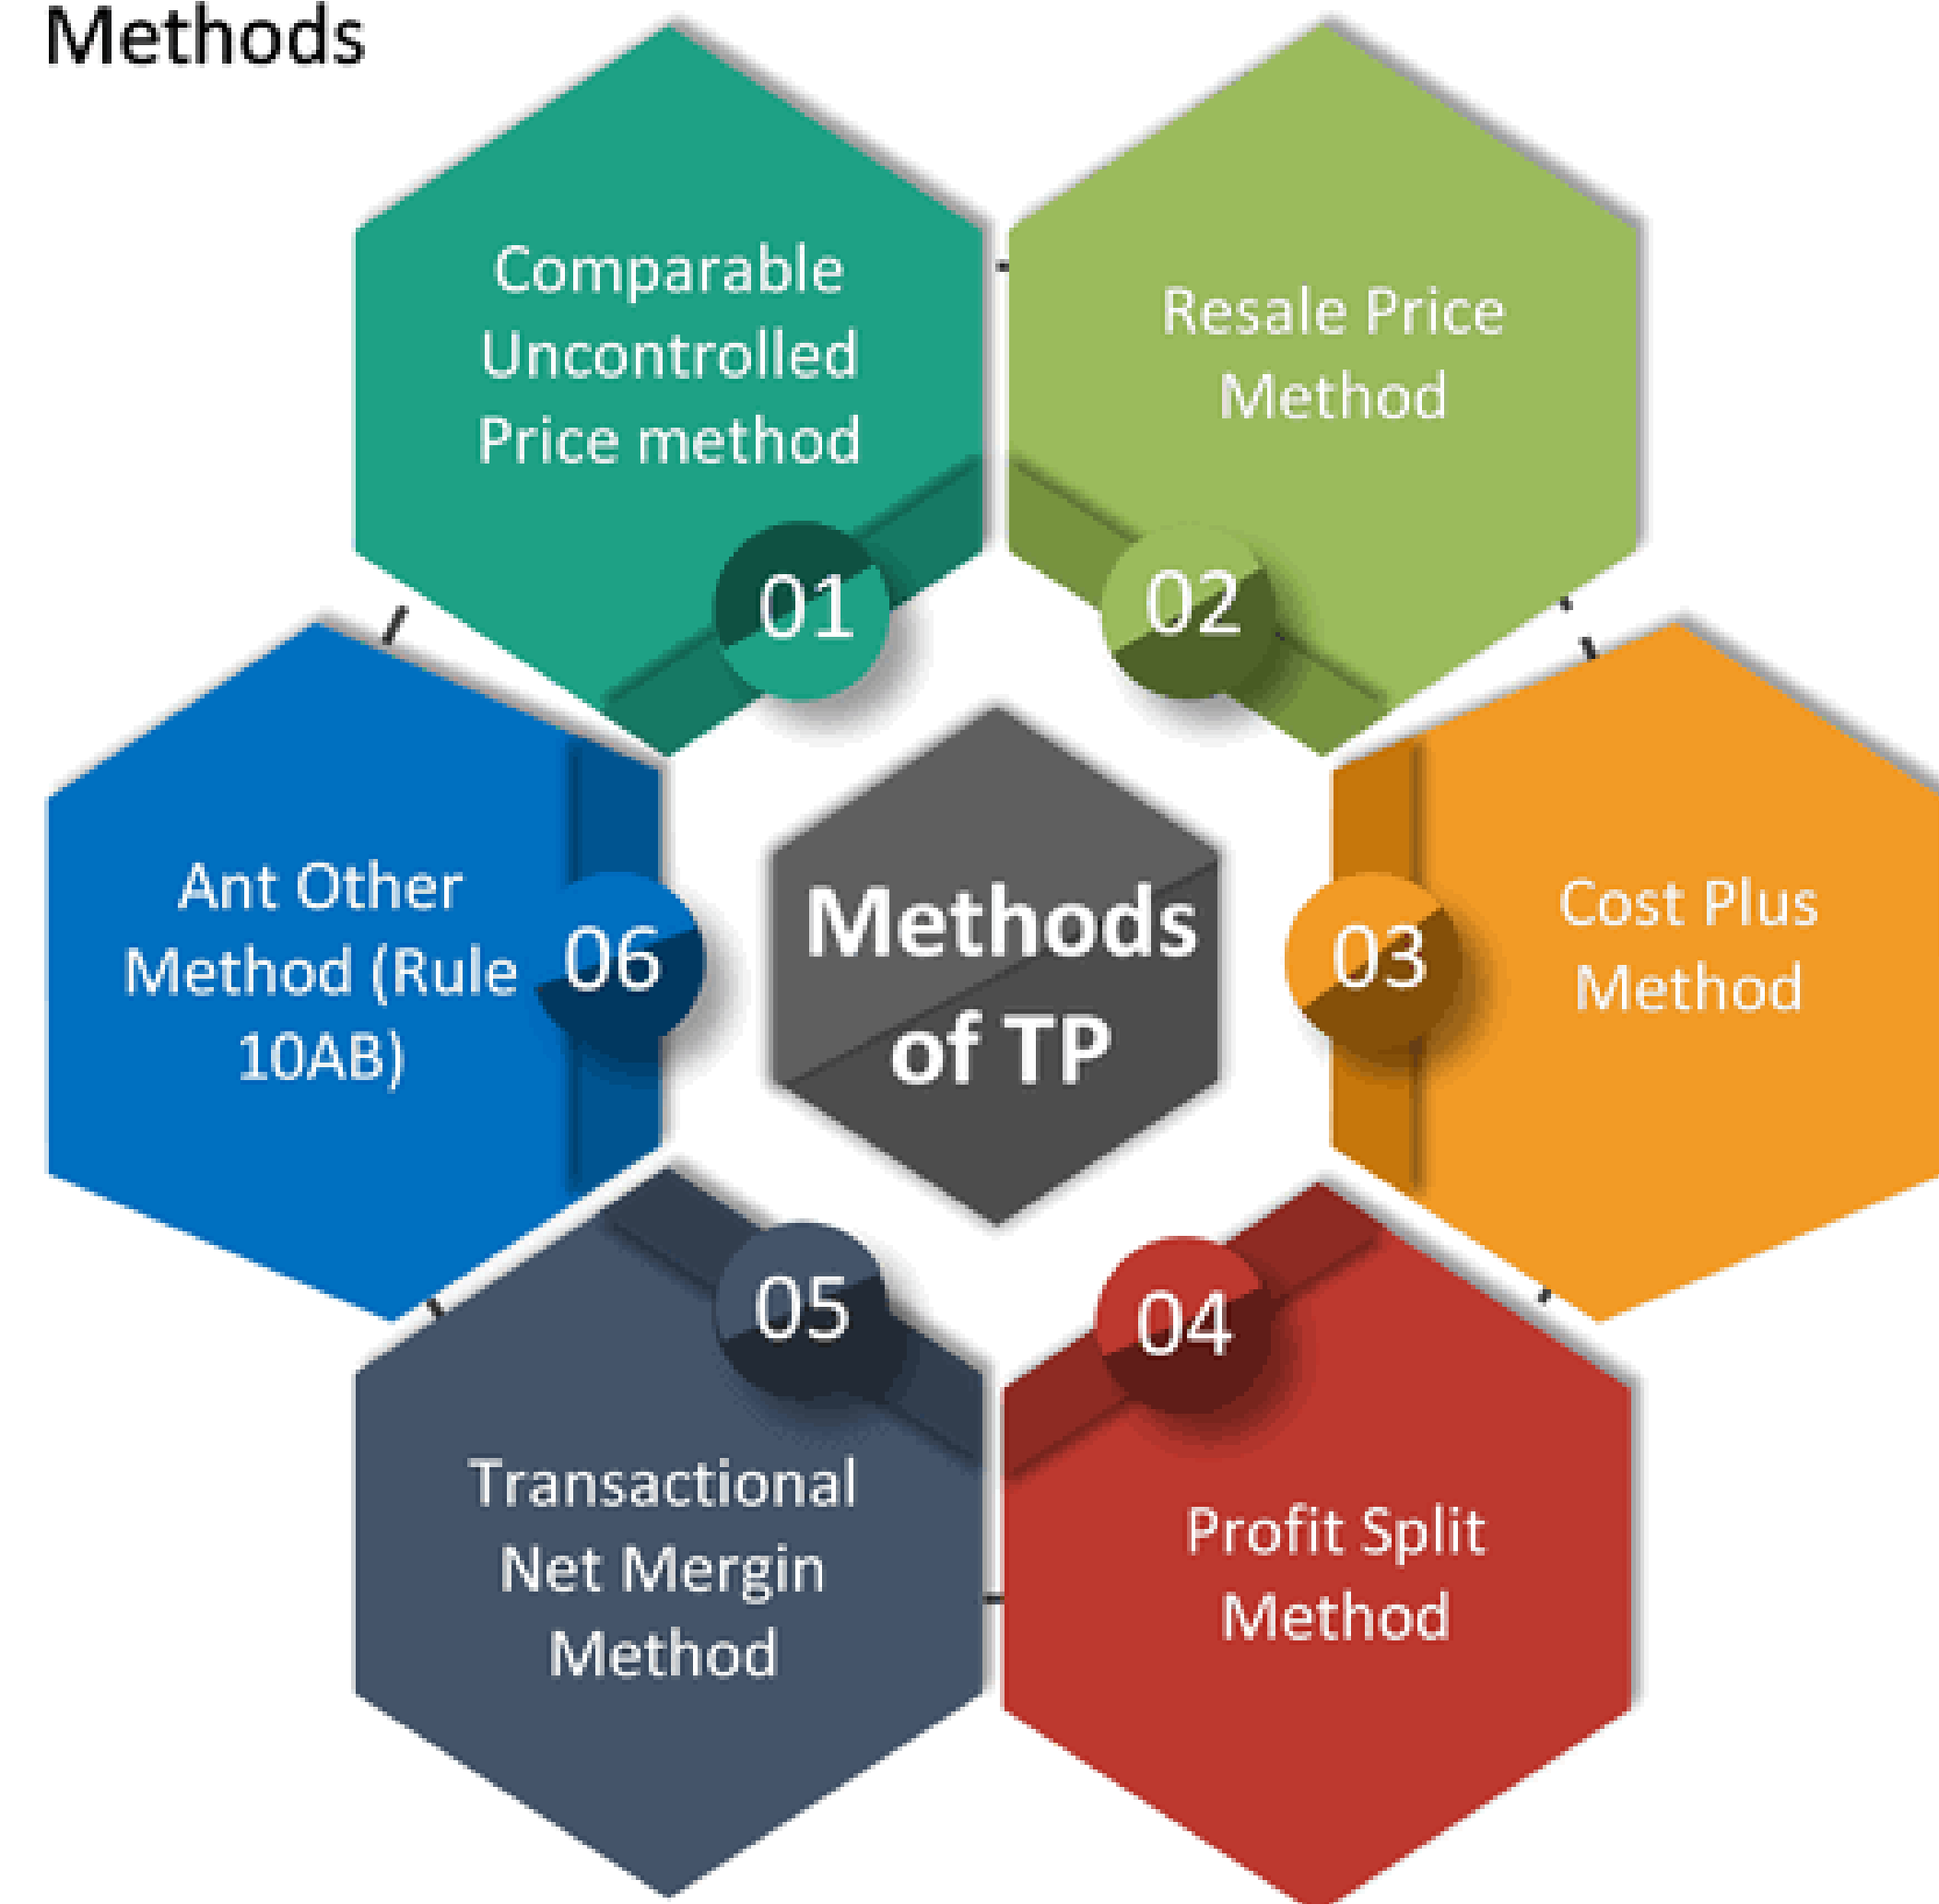 Methods
Comparable
Uncontrolled
Price method
01
Resale Price
Method
02
Cost Plus
Method
03
Profit Split
Method
04
Transactional
Net Mergin
Method
05
Ant Other
Method (Rule
10AB)
06
Methods
of TP